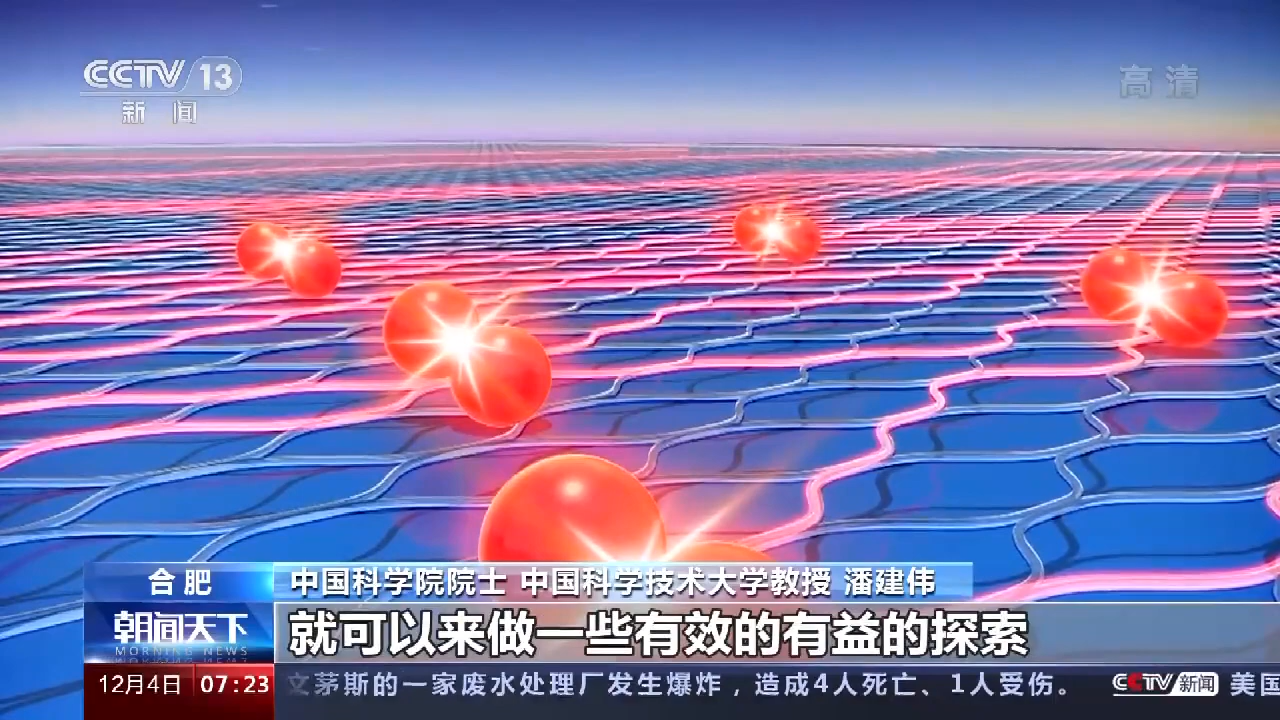 CCTV 13
新闻
高清
合肥
中国科学院院士 中国科学技术大学教授 潘建伟
朝闻天下
MORNING NEWS
就可以来做一些有效的有益的探索
12月4日 07:23
文茅斯的一家废水处理厂发生爆炸，造成4人死亡、1人受伤。 CCTV新闻 美国